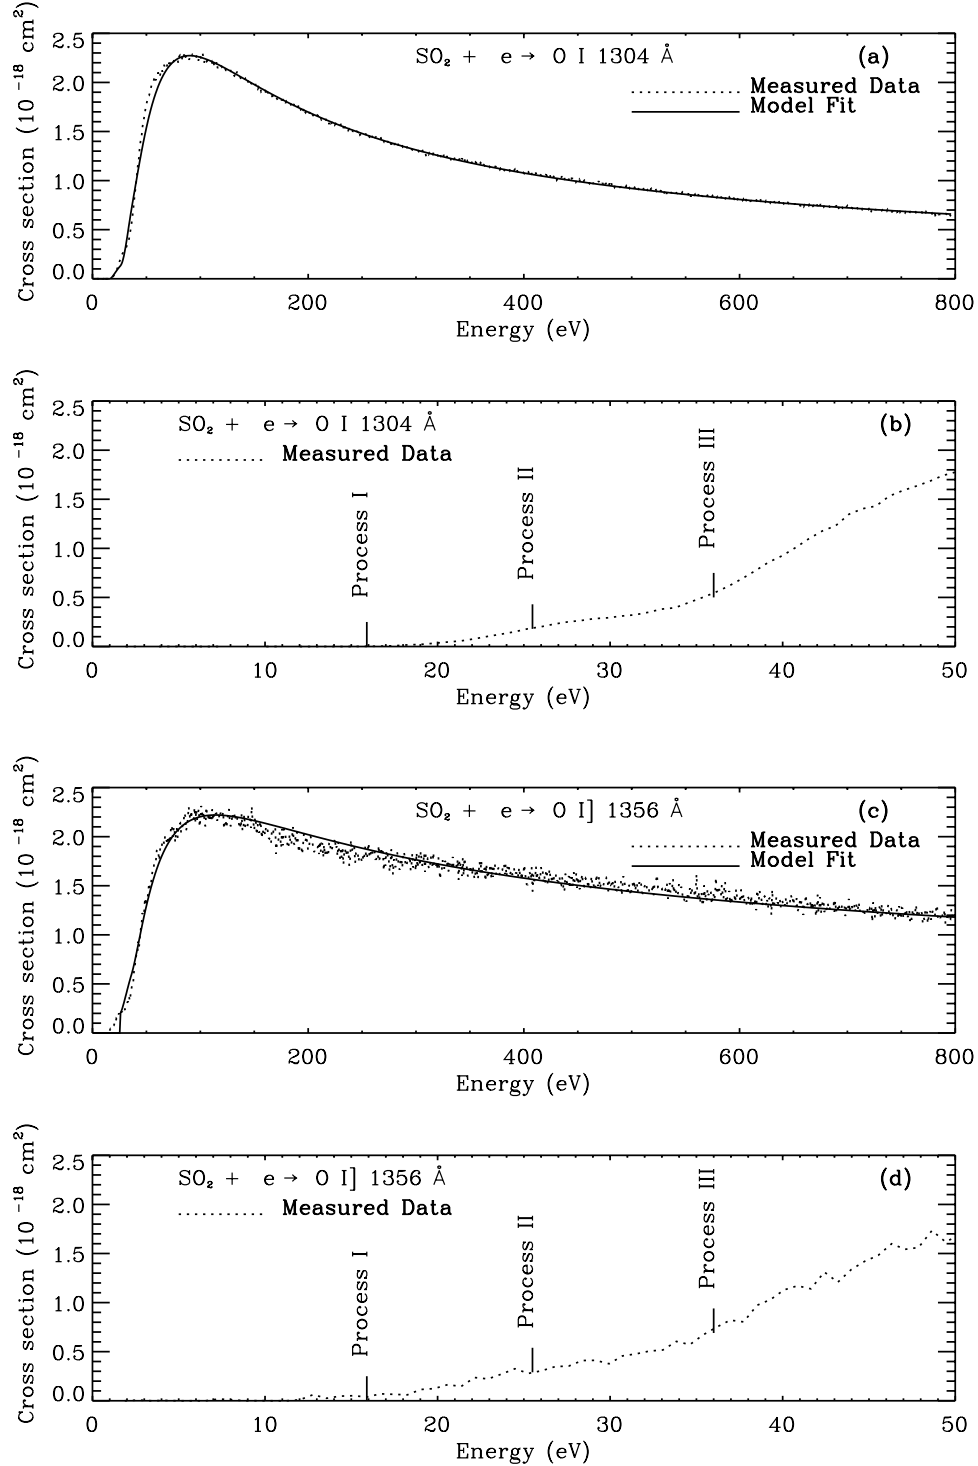 SO₂ + e → O I 1304 Å (a)
Measured Data
Model Fit
Cross section (10 ⁻¹⁸ cm²)
2.5
2.0
1.5
1.0
0.5
0.0
0 200 400 600 800
Energy (eV)
SO₂ + e → O I 1304 Å (b)
Measured Data
Process I
Process II
Process III
Cross section (10 ⁻¹⁸ cm²)
2.5
2.0
1.5
1.0
0.5
0.0
0 10 20 30 40 50
Energy (eV)
SO₂ + e → O I] 1356 Å (c)
Measured Data
Model Fit
Cross section (10 ⁻¹⁸ cm²)
2.5
2.0
1.5
1.0
0.5
0.0
0 200 400 600 800
Energy (eV)
SO₂ + e → O I] 1356 Å (d)
Measured Data
Process I
Process II
Process III
Cross section (10 ⁻¹⁸ cm²)
2.5
2.0
1.5
1.0
0.5
0.0
0 10 20 30 40 50
Energy (eV)